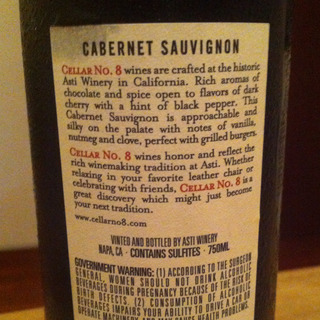 CABERNET SAUVIGNON
CELLAR NO. 8 wines are crafted at the historic
Asti Winery in California. Rich aromas of
chocolate and spice open to flavors of dark
cherry with a hint of black pepper. This
Cabernet Sauvignon is approachable and
silky on the palate with notes of vanilla,
nutmeg and clove, perfect with grilled burgers.
CELLAR NO. 8 wines honor and reflect the
rich winemaking tradition at Asti. Whether
relaxing in your favorite leather chair or
celebrating with friends, CELLAR NO. 8 is a
great discovery which might just become
your next tradition.
www.cellarno8.com
VINTED AND BOTTLED BY ASTI WINERY
NAPA, CA · CONTAINS SULFITES · 750ML
GOVERNMENT WARNING: (1) ACCORDING TO THE SURGEON
GENERAL, WOMEN SHOULD NOT DRINK ALCOHOLIC
BEVERAGES DURING PREGNANCY BECAUSE OF THE RISK OF
BIRTH DEFECTS. (2) CONSUMPTION OF ALCOHOLIC
BEVERAGES IMPAIRS YOUR ABILITY TO DRIVE A CAR OR
OPERATE MACHINERY, AND MAY CAUSE HEALTH PROBLEMS